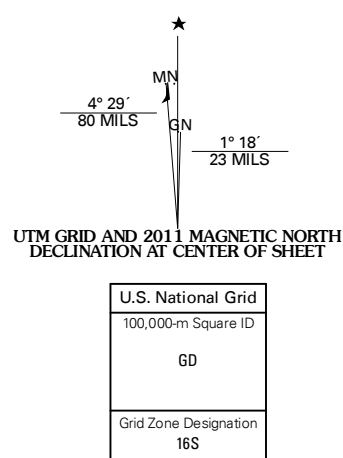 ★
MN
4° 29´
80 MILS
GN
1° 18´
23 MILS
UTM GRID AND 2011 MAGNETIC NORTH
DECLINATION AT CENTER OF SHEET
U.S. National Grid
100,000-m Square ID
GD
Grid Zone Designation
16S